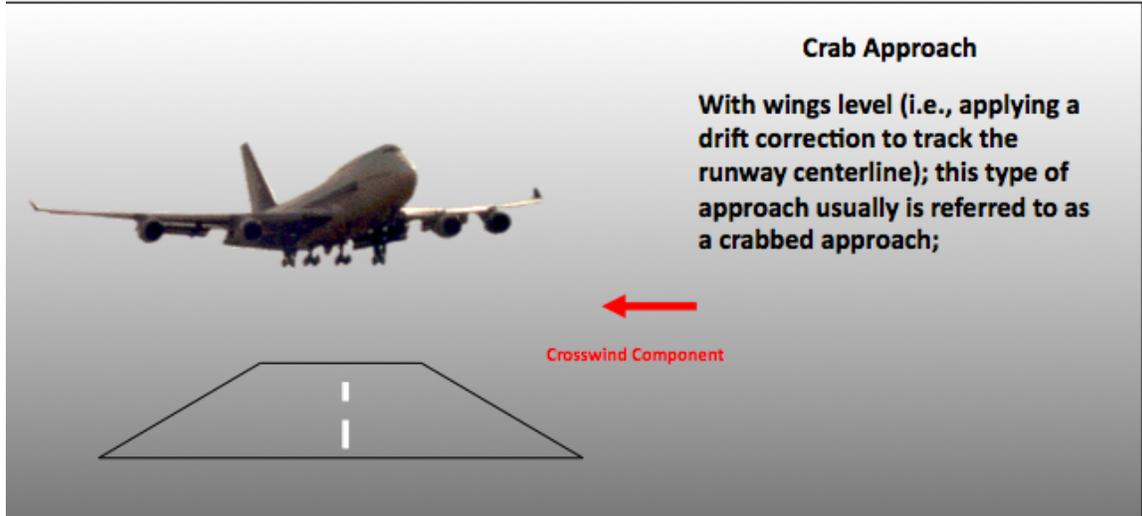 Crab Approach
With wings level (i.e., applying a
drift correction to track the
runway centerline); this type of
approach usually is referred to as
a crabbed approach;
Crosswind Component